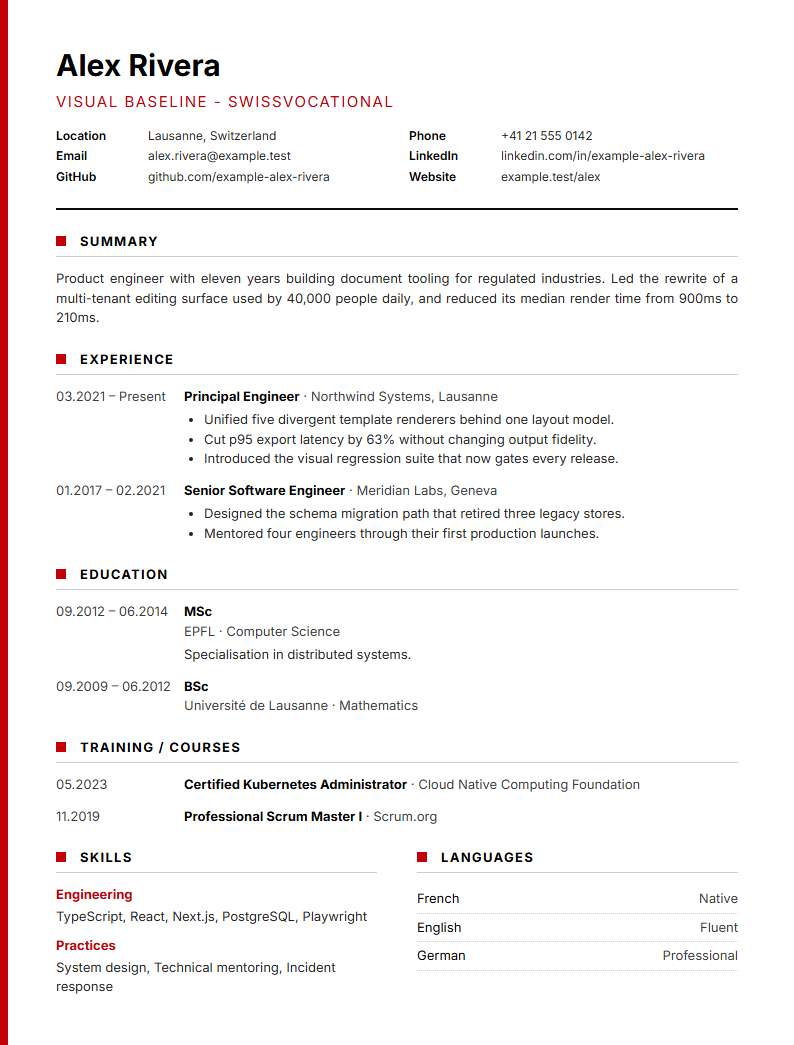 Alex Rivera
VISUAL BASELINE - SWISSVOCATIONAL
Location Lausanne, Switzerland Phone +41 21 555 0142
Email alex.rivera@example.test LinkedIn linkedin.com/in/example-alex-rivera
GitHub github.com/example-alex-rivera Website example.test/alex
SUMMARY
Product engineer with eleven years building document tooling for regulated industries. Led the rewrite of a
multi-tenant editing surface used by 40,000 people daily, and reduced its median render time from 900ms to
210ms.
EXPERIENCE
03.2021 – Present Principal Engineer · Northwind Systems, Lausanne
• Unified five divergent template renderers behind one layout model.
• Cut p95 export latency by 63% without changing output fidelity.
• Introduced the visual regression suite that now gates every release.
01.2017 – 02.2021 Senior Software Engineer · Meridian Labs, Geneva
• Designed the schema migration path that retired three legacy stores.
• Mentored four engineers through their first production launches.
EDUCATION
09.2012 – 06.2014 MSc
EPFL · Computer Science
Specialisation in distributed systems.
09.2009 – 06.2012 BSc
Université de Lausanne · Mathematics
TRAINING / COURSES
05.2023 Certified Kubernetes Administrator · Cloud Native Computing Foundation
11.2019 Professional Scrum Master I · Scrum.org
SKILLS
Engineering
TypeScript, React, Next.js, PostgreSQL, Playwright
Practices
System design, Technical mentoring, Incident
response
LANGUAGES
French Native
English Fluent
German Professional